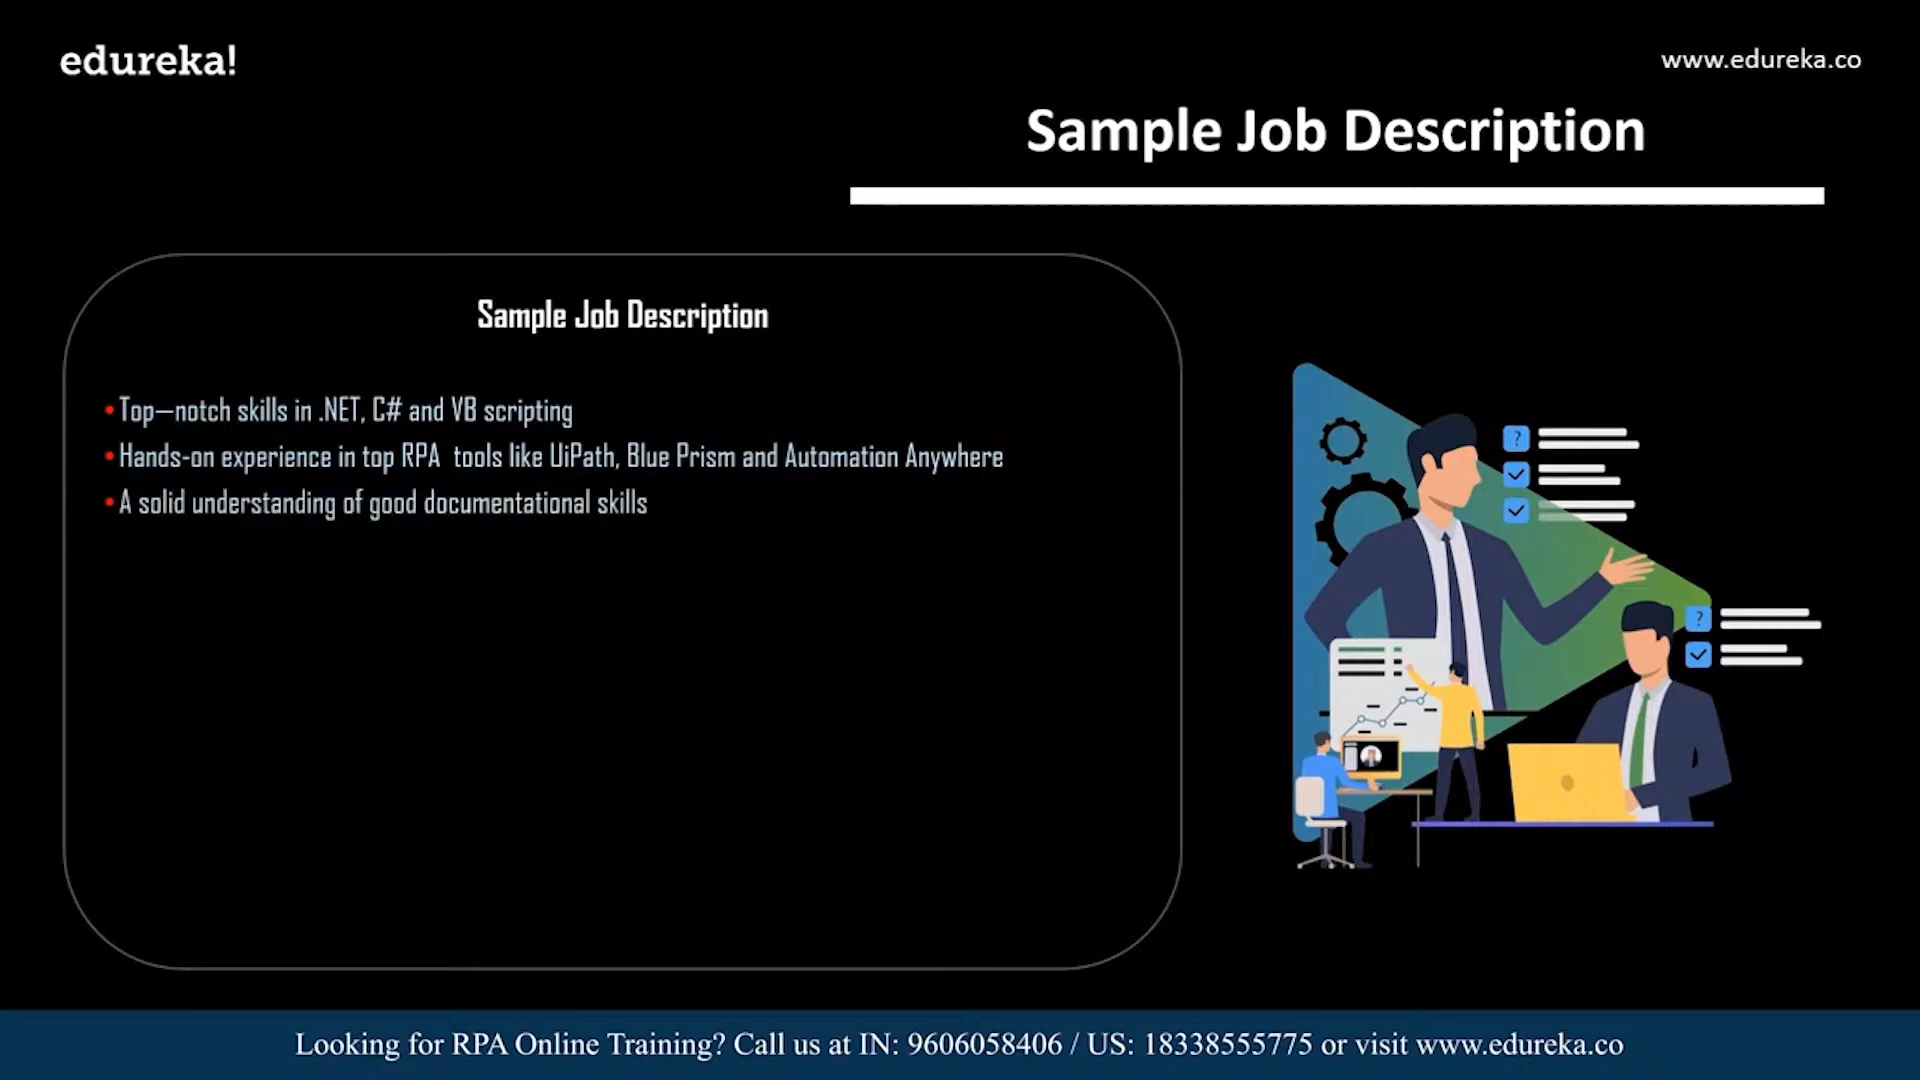 edureka!
www.edureka.co
Sample Job Description
Sample Job Description
• Top–notch skills in .NET, C# and VB scripting
• Hands-on experience in top RPA tools like UiPath, Blue Prism and Automation Anywhere
• A solid understanding of good documentational skills
?
?
Looking for RPA Online Training? Call us at IN: 9606058406 / US: 18338555775 or visit www.edureka.co